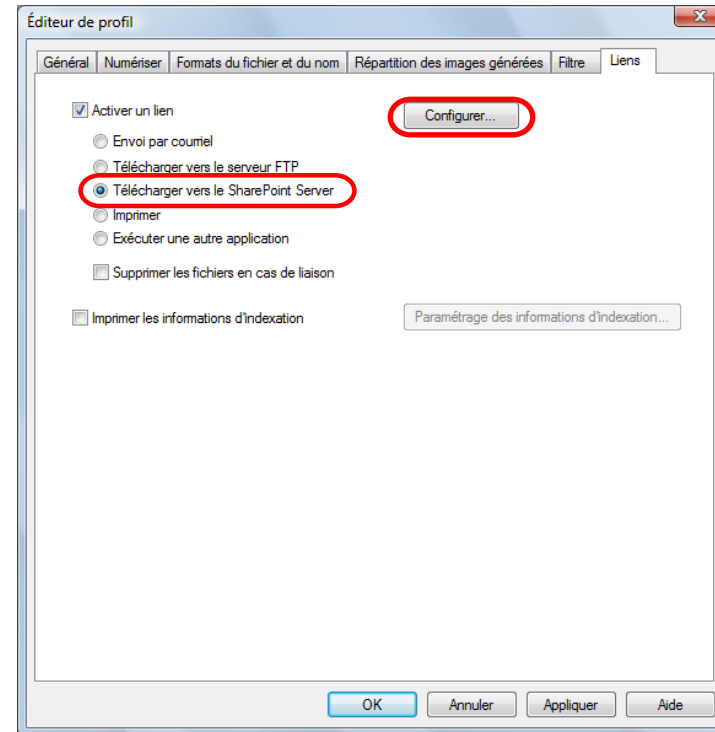 Éditeur de profil
Général Numériser Formats du fichier et du nom Répartition des images générées Filtre Liens
Activer un lien Configurer...
Envoi par courriel
Télécharger vers le serveur FTP
Télécharger vers le SharePoint Server
Imprimer
Exécuter une autre application
Supprimer les fichiers en cas de liaison
Imprimer les informations d'indexation Paramétrage des informations d'indexation...
OK Annuler Appliquer Aide